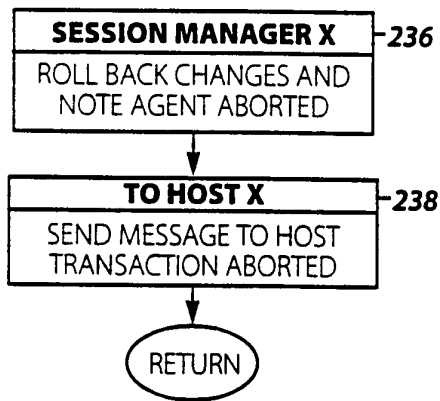 SESSION MANAGER X
236
ROLL BACK CHANGES AND
NOTE AGENT ABORTED
TO HOST X
238
SEND MESSAGE TO HOST
TRANSACTION ABORTED
RETURN